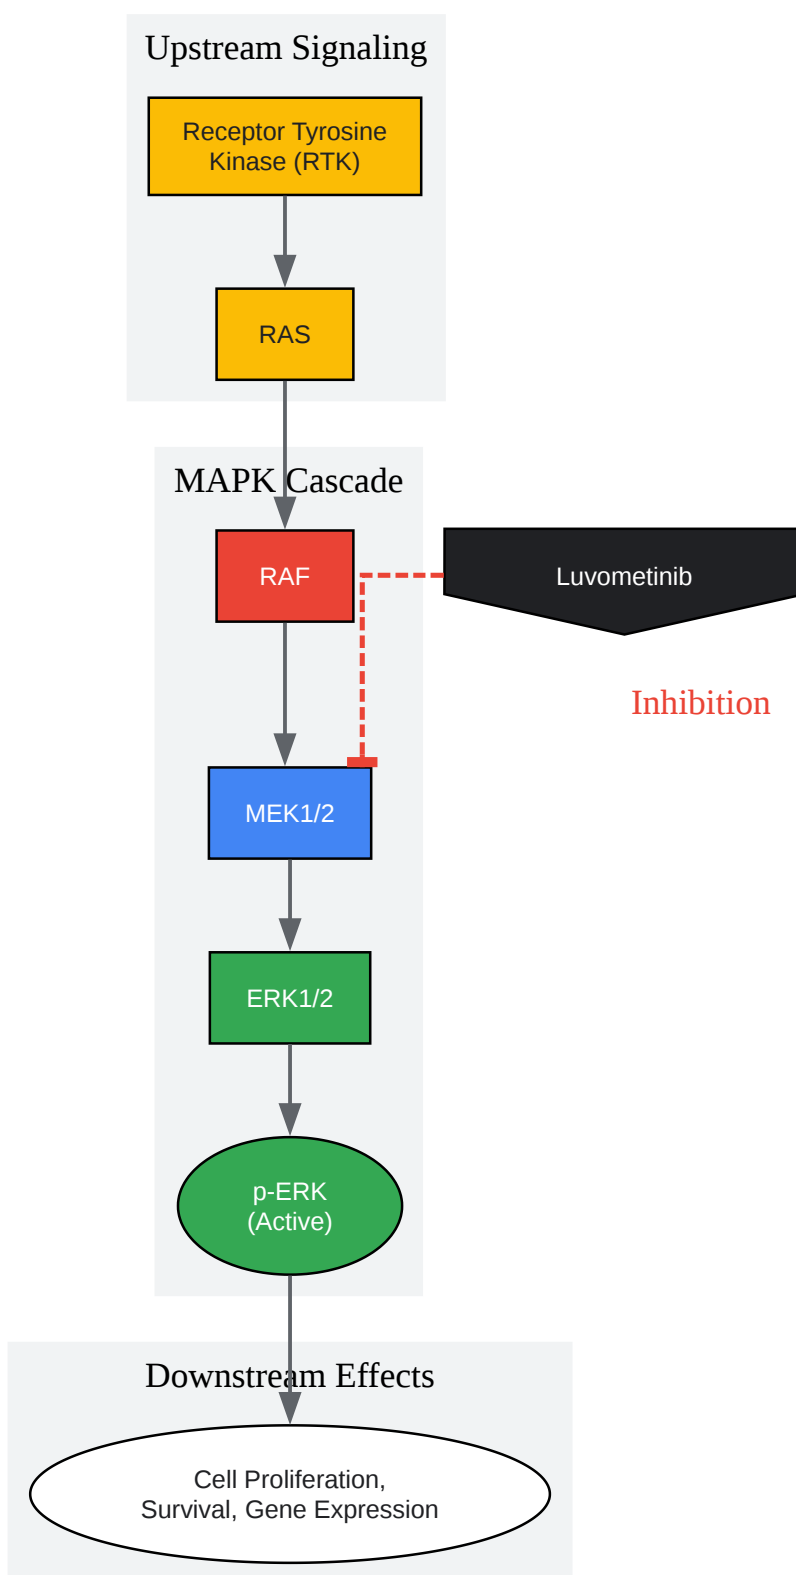 Upstream Signaling
Receptor Tyrosine
Kinase (RTK)
RAS
MAPK Cascade
RAF
Luvometinib
Inhibition
MEK1/2
ERK1/2
p-ERK
(Active)
Downstream Effects
Cell Proliferation,
Survival, Gene Expression